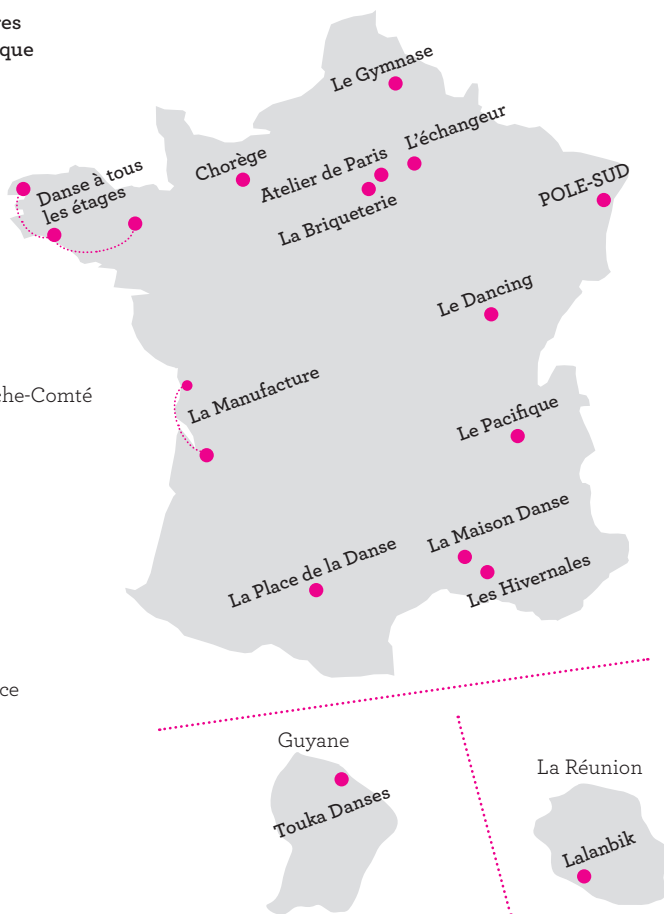 res
que
Le Gymnase
L'échangeur
Chorège
Atelier de Paris
La Briqueterie
POLE-SUD
Danse à tous
les étages
Le Dancing
che-Comté
La Manufacture
Le Pacifique
La Maison Danse
Les Hivernales
La Place de la Danse
ce
Guyane
Touka Danses
La Réunion
Lalanbik